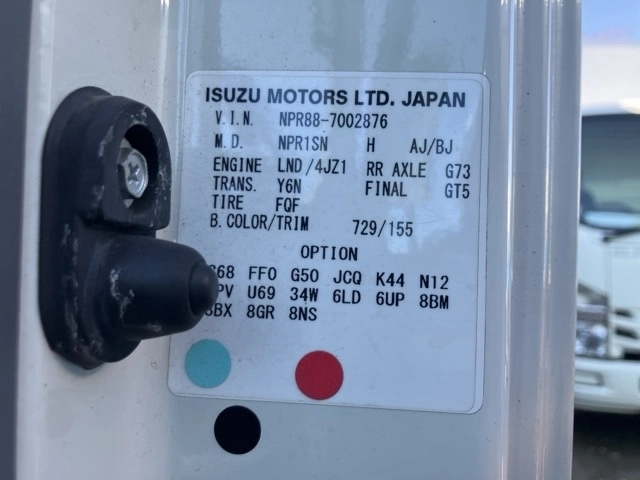 ISUZU MOTORS LTD. JAPAN
V.I.N. NPR88-7002876
M.D. NPR1SN H AJ/BJ
ENGINE LND/4JZ1 RR AXLE G73
TRANS. Y6N FINAL GT5
TIRE FQF
B.COLOR/TRIM 729/155
OPTION
FF0 G50 JCQ K44 N12
U69 34W 6LD 6UP 8BM
8GR 8NS